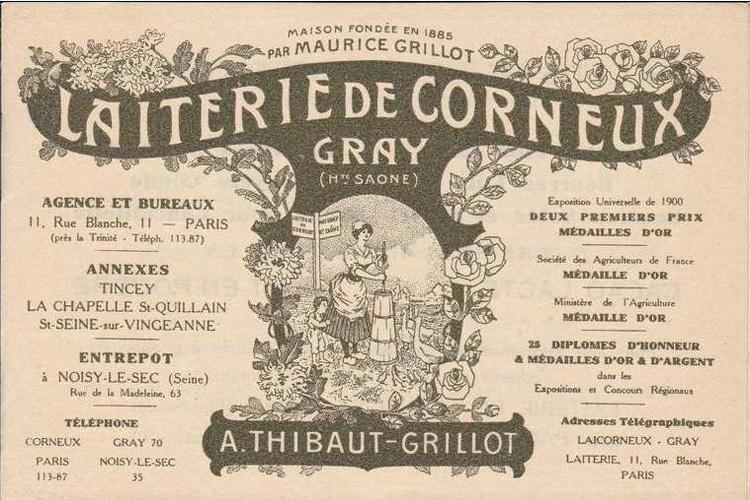 MAISON FONDÉE EN 1885
PAR MAURICE GRILLOT
LAITERIE DE CORNEUX
GRAY
(HTE SAONE)
AGENCE ET BUREAUX
11, Rue Blanche, 11 — PARIS
(près la Trinité - Téléph. 113.87)
ANNEXES
TINCEY
LA CHAPELLE St-QUILLAIN
St-SEINE-sur-VINGEANNE
ENTREPOT
à NOISY-LE-SEC (Seine)
Rue de la Madeleine, 63
TÉLÉPHONE
CORNEUX GRAY 70
PARIS NOISY-LE-SEC
113-87 35
LAITERIE
CORNEUX
A. THIBAUT-GRILLOT
Exposition Universelle de 1900
DEUX PREMIERS PRIX
MÉDAILLES D'OR
Société des Agriculteurs de France
MÉDAILLE D'OR
Ministère de l'Agriculture
MÉDAILLE D'OR
25 DIPLOMES D'HONNEUR
& MÉDAILLES D'OR & D'ARGENT
dans les
Expositions et Concours Régionaux
Adresses Télégraphiques
LAICORNEUX - GRAY
LAITERIE, 11, Rue Blanche,
PARIS